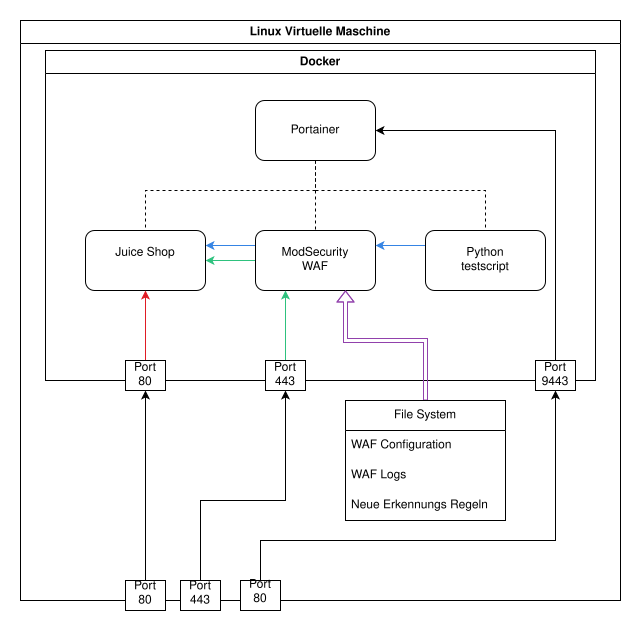 Linux Virtuelle Maschine
Docker
Portainer
Juice Shop
ModSecurity
WAF
Python
testscript
Port
80
Port
443
Port
9443
File System
WAF Configuration
WAF Logs
Neue Erkennungs Regeln
Port
80
Port
443
Port
80